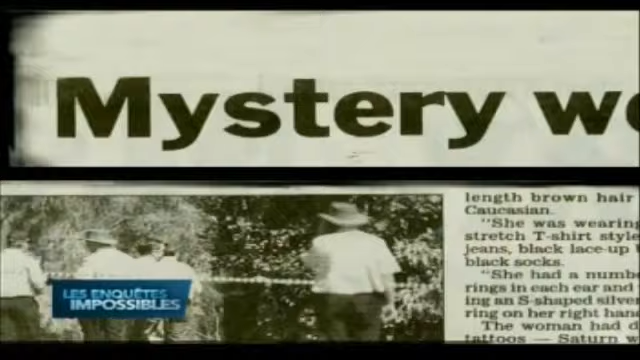 Mystery
length brown hair
Caucasian.
"She was wearing
stretch T-shirt style
jeans, black lace-up
black socks.
"She had a numb
rings in each ear and
ing an S-shaped silver
ring on her right hand
The woman had
tattoos — Saturn
LES ENQUÊTES
IMPOSSIBLES